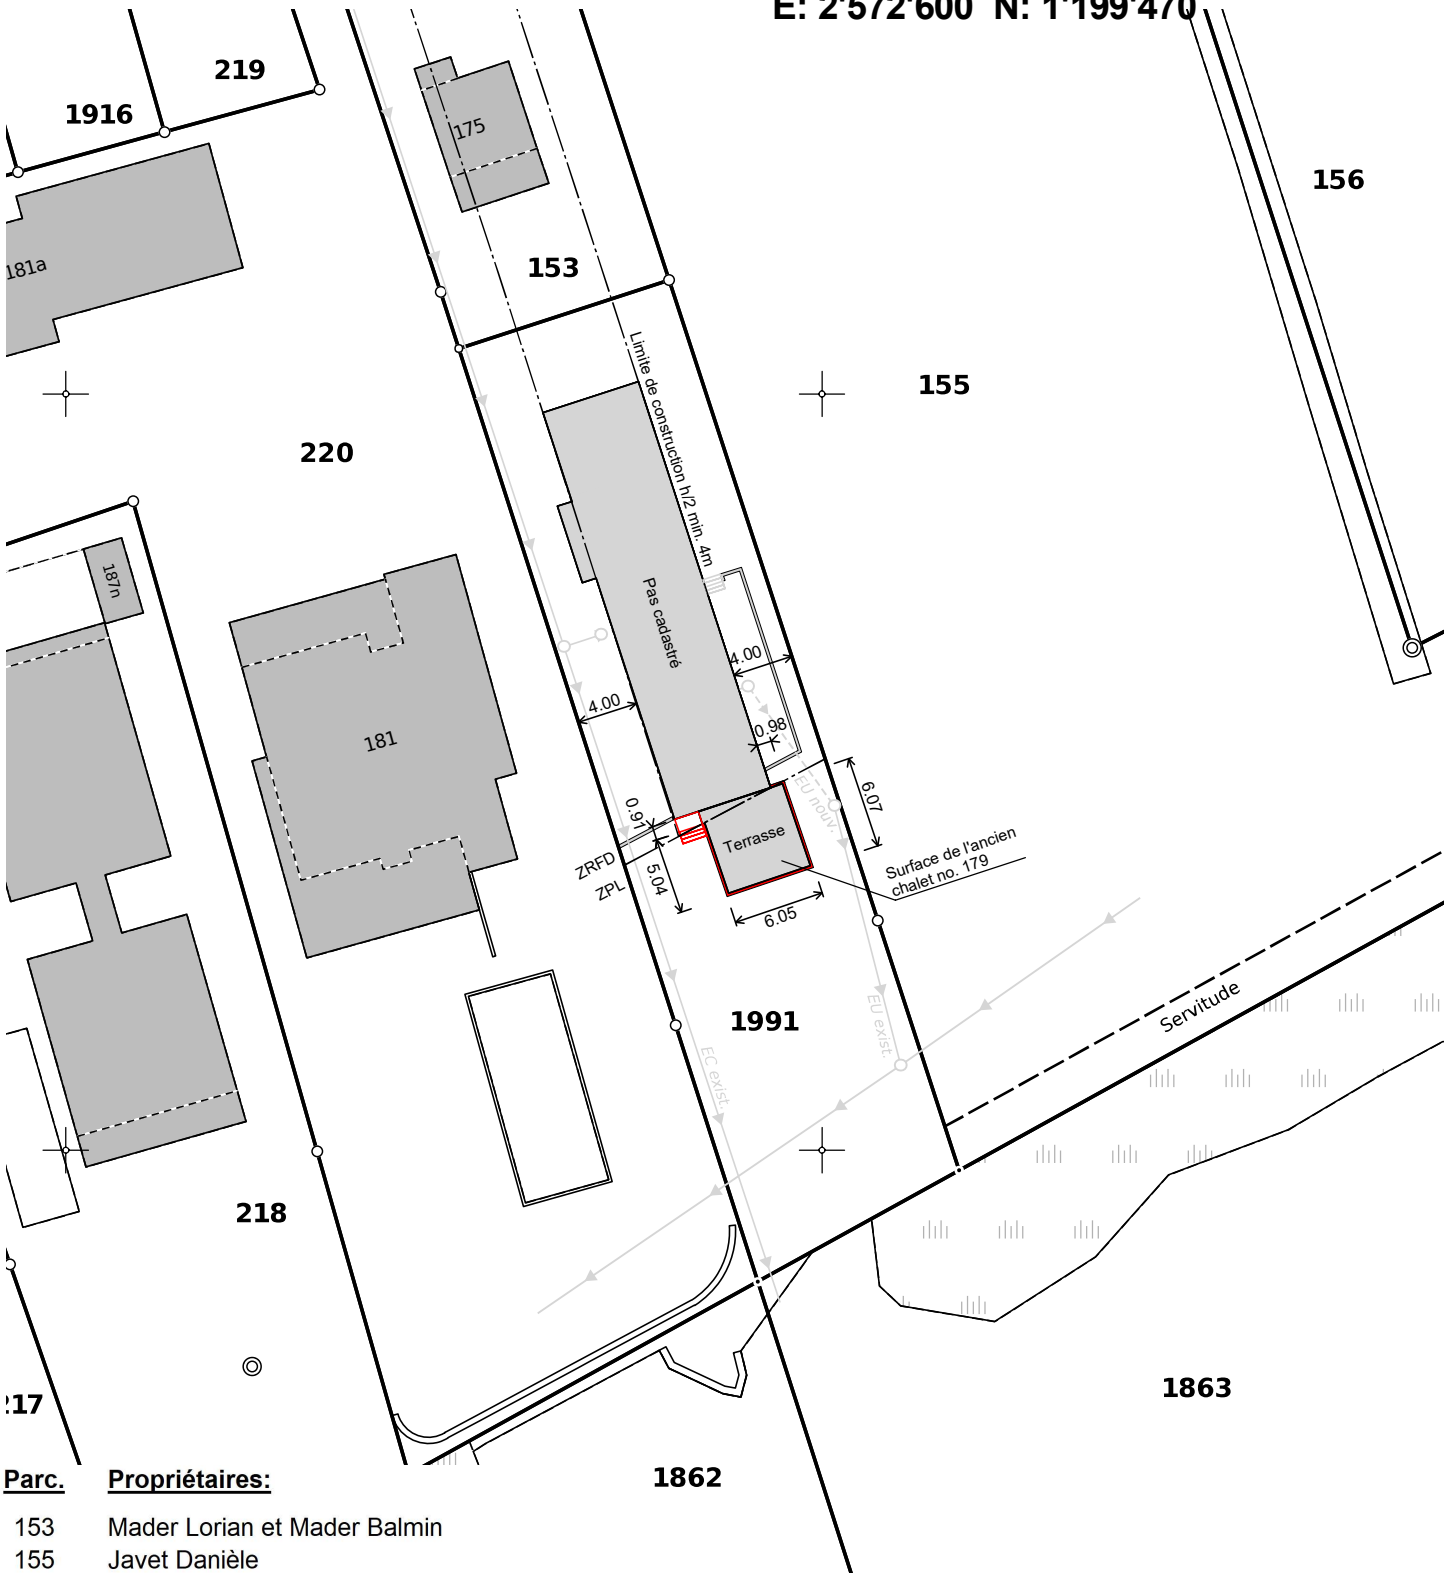 E: 2'572'600 N: 1'199'470
219
1916
175
156
181a
153
Limite de construction h/2 min. 4m
155
220
187n
Pas cadastré
4.00
4.00
0.98
181
EU nouv.
6.07
0.91
Terrasse
ZRFD
ZPL
5.04
Surface de l'ancien
chalet no. 179
6.05
Servitude
1991
EU exist.
EC exist.
218
1863
217
1862
Parc. Propriétaires:
153 Mader Lorian et Mader Balmin
155 Javet Danièle